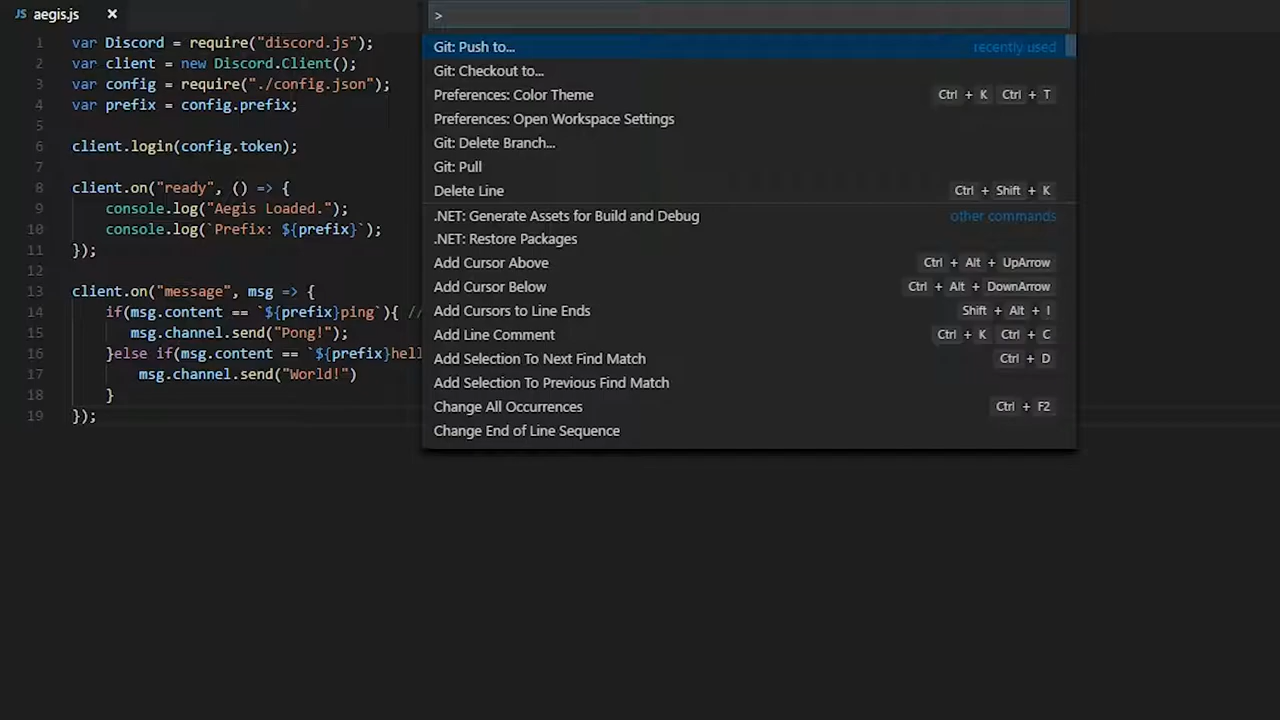 JS aegis.js ×
>
1 var Discord = require("discord.js");
2 var client = new Discord.Client();
3 var config = require("./config.json");
4 var prefix = config.prefix;
5
6 client.login(config.token);
7
8 client.on("ready", () => {
9 console.log("Aegis Loaded.");
10 console.log(`Prefix: ${prefix}`);
11 });
12
13 client.on("message", msg => {
14 if(msg.content == `${prefix}ping`){ //
15 msg.channel.send("Pong!");
16 }else if(msg.content == `${prefix}hell
17 msg.channel.send("World!")
18 }
19 });
Git: Push to... recently used
Git: Checkout to...
Preferences: Color Theme Ctrl + K Ctrl + T
Preferences: Open Workspace Settings
Git: Delete Branch...
Git: Pull
Delete Line Ctrl + Shift + K
.NET: Generate Assets for Build and Debug other commands
.NET: Restore Packages
Add Cursor Above Ctrl + Alt + UpArrow
Add Cursor Below Ctrl + Alt + DownArrow
Add Cursors to Line Ends Shift + Alt + I
Add Line Comment Ctrl + K Ctrl + C
Add Selection To Next Find Match Ctrl + D
Add Selection To Previous Find Match
Change All Occurrences Ctrl + F2
Change End of Line Sequence